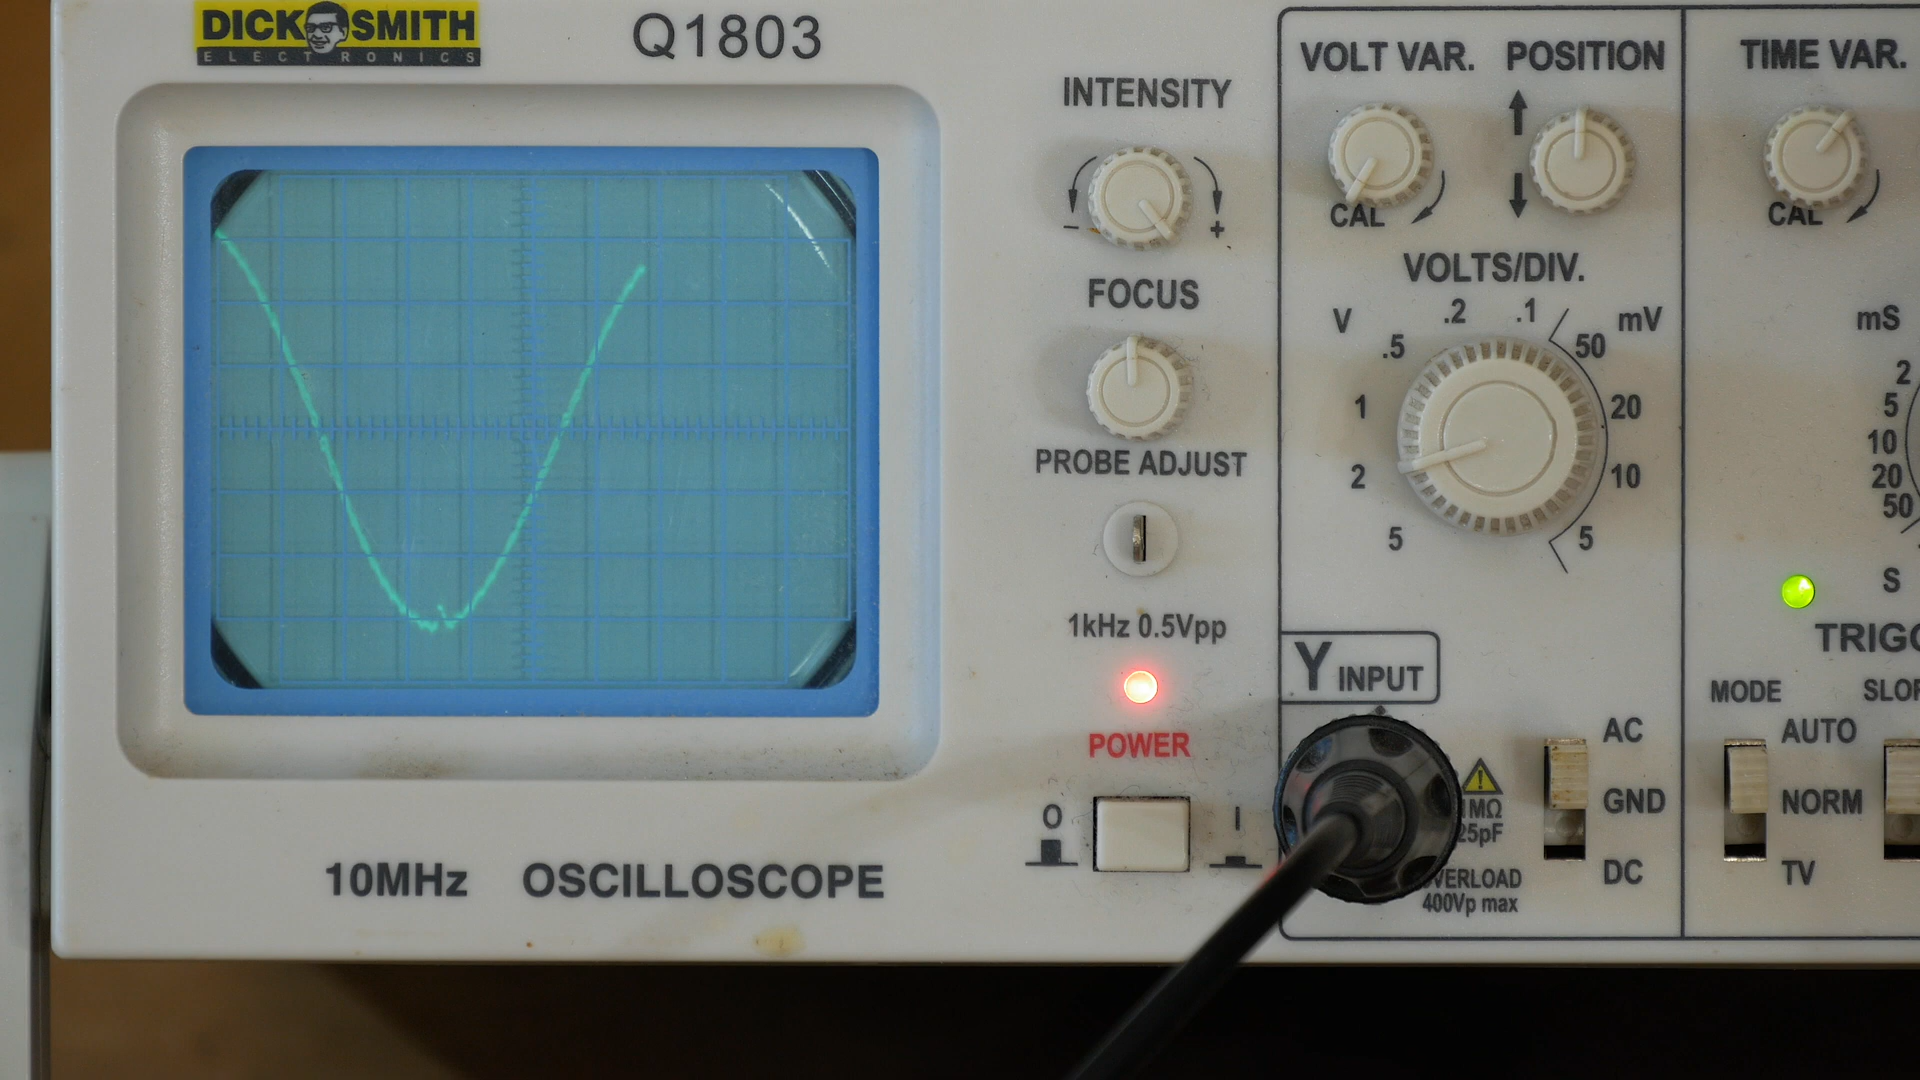 DICK SMITH
ELECTRONICS
Q1803
INTENSITY
- +
FOCUS
PROBE ADJUST
1kHz 0.5Vpp
POWER
O I
10MHz OSCILLOSCOPE
VOLT VAR. POSITION
CAL
VOLTS/DIV.
V .5 .2 .1 50 mV
1 20
2 10
5 5
Y INPUT
1MΩ
25pF
OVERLOAD
400Vp max
AC
GND
DC
TIME VAR.
CAL
mS
2
5
10
20
50
S
MODE
AUTO
NORM
TV